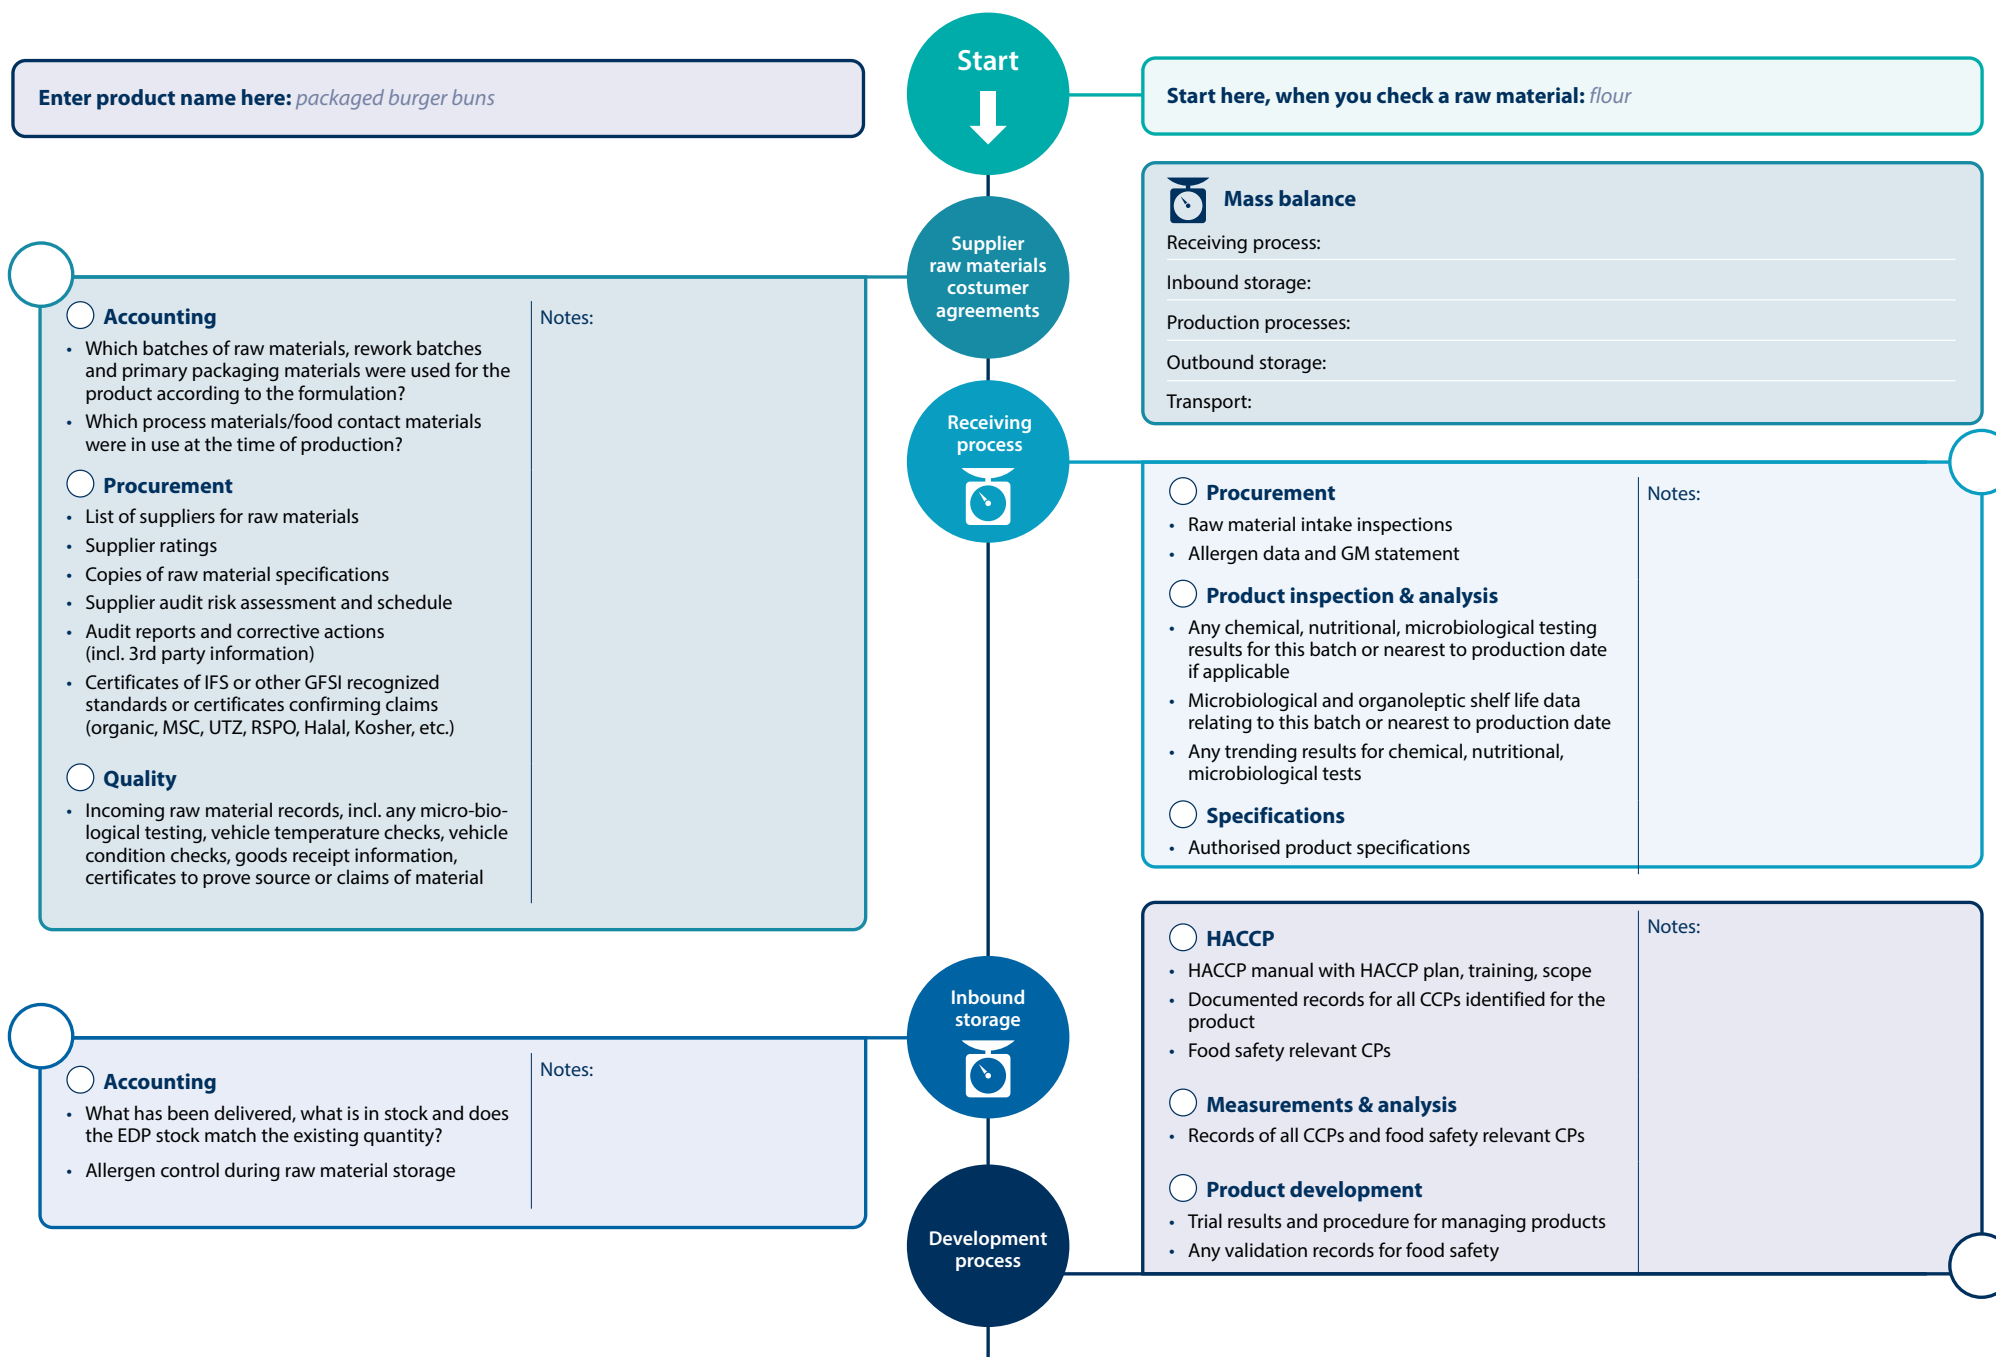 Enter product name here: packaged burger buns
Start
Start here, when you check a raw material: flour
Mass balance
Receiving process:
Inbound storage:
Production processes:
Outbound storage:
Transport:
Supplier
raw materials
costumer
agreements
Accounting
• Which batches of raw materials, rework batches
and primary packaging materials were used for the
product according to the formulation?
• Which process materials/food contact materials
were in use at the time of production?
Procurement
• List of suppliers for raw materials
• Supplier ratings
• Copies of raw material specifications
• Supplier audit risk assessment and schedule
• Audit reports and corrective actions
(incl. 3rd party information)
• Certificates of IFS or other GFSI recognized
standards or certificates confirming claims
(organic, MSC, UTZ, RSPO, Halal, Kosher, etc.)
Quality
• Incoming raw material records, incl. any micro-bio-
logical testing, vehicle temperature checks, vehicle
condition checks, goods receipt information,
certificates to prove source or claims of material
Notes:
Receiving
process
Procurement
• Raw material intake inspections
• Allergen data and GM statement
Product inspection & analysis
• Any chemical, nutritional, microbiological testing
results for this batch or nearest to production date
if applicable
• Microbiological and organoleptic shelf life data
relating to this batch or nearest to production date
• Any trending results for chemical, nutritional,
microbiological tests
Specifications
• Authorised product specifications
Notes:
Inbound
storage
Accounting
• What has been delivered, what is in stock and does
the EDP stock match the existing quantity?
• Allergen control during raw material storage
Notes:
Development
process
HACCP
• HACCP manual with HACCP plan, training, scope
• Documented records for all CCPs identified for the
product
• Food safety relevant CPs
Measurements & analysis
• Records of all CCPs and food safety relevant CPs
Product development
• Trial results and procedure for managing products
• Any validation records for food safety
Notes: